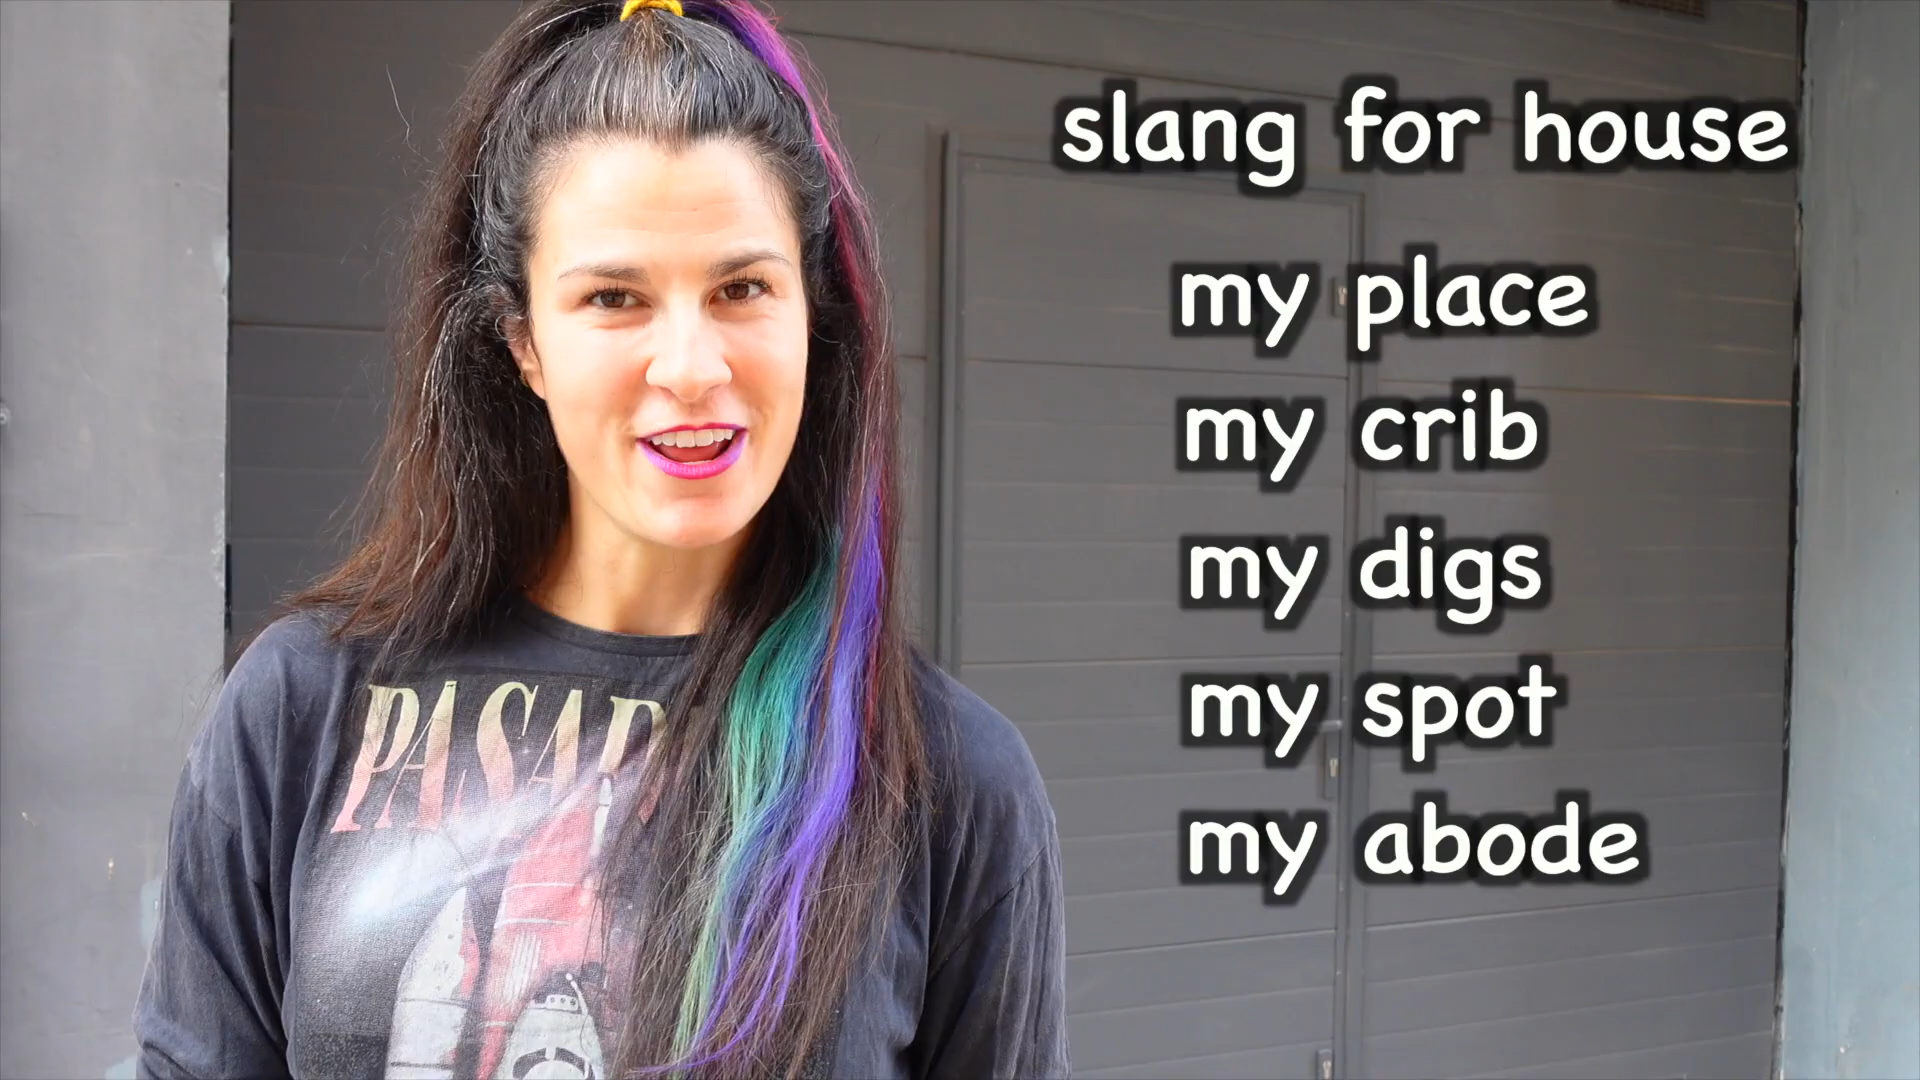 slang for house
my place
my crib
my digs
my spot
my abode